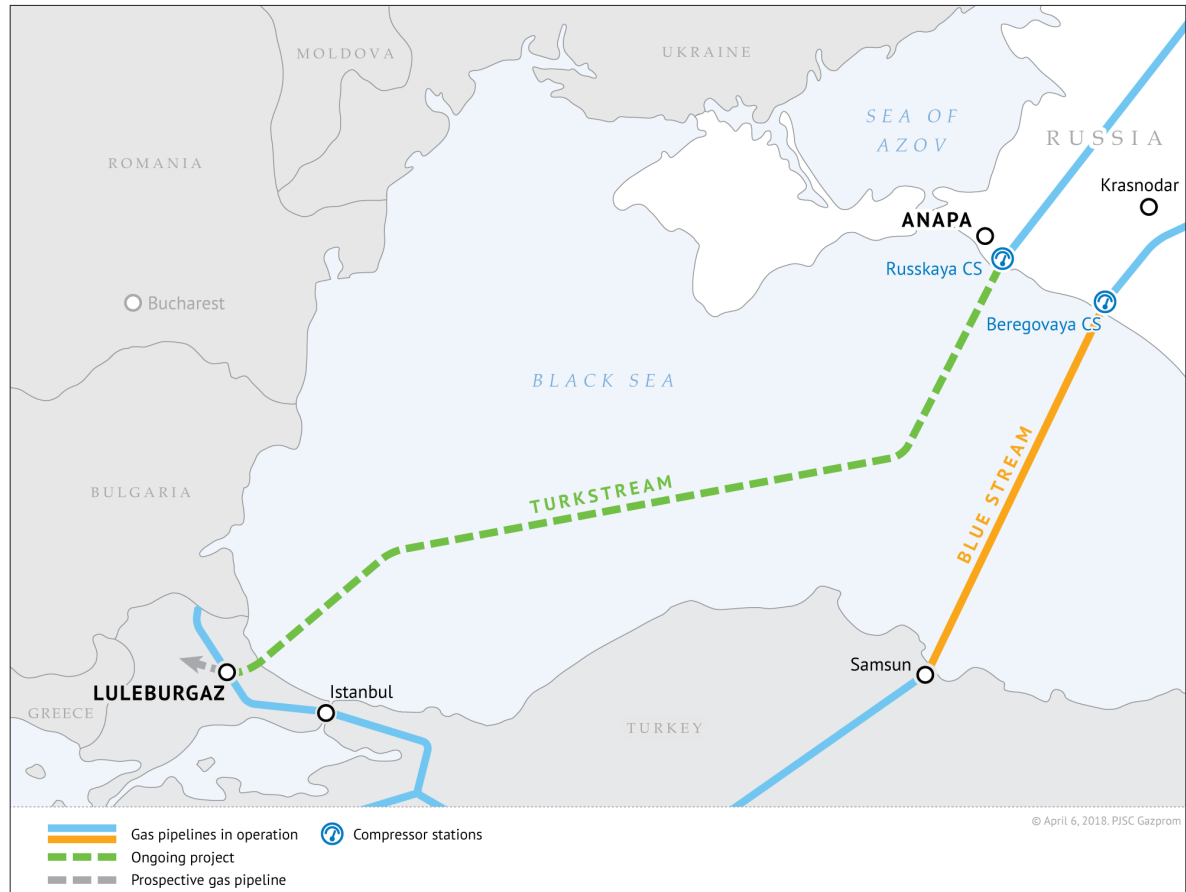 MOLDOVA
UKRAINE
SEA OF
AZOV
RUSSIA
ROMANIA
Krasnodar
ANAPA
Russkaya CS
Bucharest
Beregovaya CS
BLACK SEA
BULGARIA
TURKSTREAM
BLUE STREAM
Samsun
LULEBURGAZ
Istanbul
GREECE
TURKEY
© April 6, 2018. PJSC Gazprom
Gas pipelines in operation
Compressor stations
Ongoing project
Prospective gas pipeline